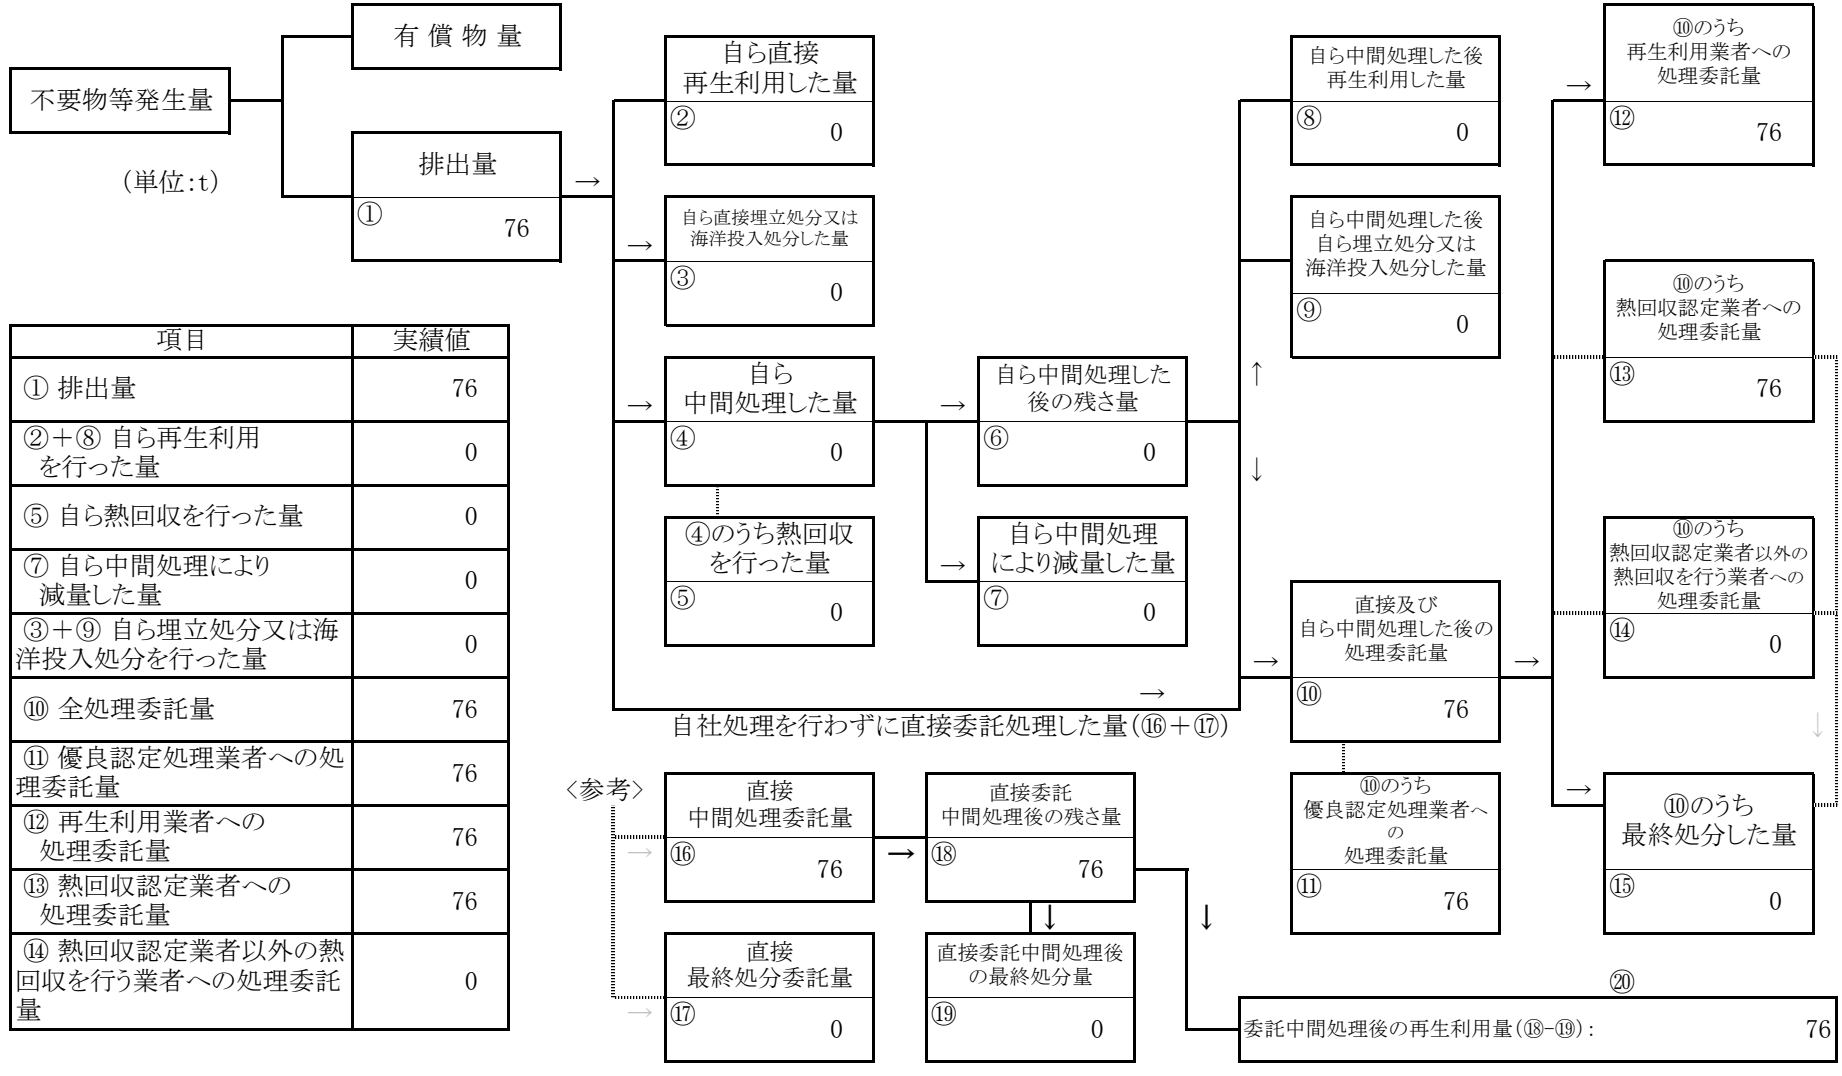 不要物等発生量
(単位:t)
有償物量
排出量
① 76
→
自ら直接
再生利用した量
② 0
→
自ら直接埋立処分又は
海洋投入処分した量
③ 0
→
自ら
中間処理した量
④ 0
④のうち熱回収
を行った量
⑤ 0
→
自ら中間処理した
後の残さ量
⑥ 0
→
自ら中間処理
により減量した量
⑦ 0
自ら中間処理した後
再生利用した量
⑧ 0
自ら中間処理した後
自ら埋立処分又は
海洋投入処分した量
⑨ 0
↑
↓
→
自社処理を行わずに直接委託処理した量(⑯+⑰)
→
直接及び
自ら中間処理した後の
処理委託量
⑩ 76
⑩のうち
優良認定処理業者へ
の
処理委託量
⑪ 76
→
→
⑩のうち
再生利用業者への
処理委託量
⑫ 76
⑩のうち
熱回収認定業者への
処理委託量
⑬ 76
⑩のうち
熱回収認定業者以外の
熱回収を行う業者への
処理委託量
⑭ 0
↓
→
⑩のうち
最終処分した量
⑮ 0
項目 実績値
① 排出量 76
②+⑧ 自ら再生利用
を行った量 0
⑤ 自ら熱回収を行った量 0
⑦ 自ら中間処理により
減量した量 0
③+⑨ 自ら埋立処分又は海
洋投入処分を行った量 0
⑩ 全処理委託量 76
⑪ 優良認定処理業者への処
理委託量 76
⑫ 再生利用業者への
処理委託量 76
⑬ 熱回収認定業者への
処理委託量 76
⑭ 熱回収認定業者以外の熱
回収を行う業者への処理委託
量 0
<参考>
→
直接
中間処理委託量
⑯ 76
→
直接
最終処分委託量
⑰ 0
→
直接委託
中間処理後の残さ量
⑱ 76
↓
直接委託中間処理後
の最終処分量
⑲ 0
↓
⑳
委託中間処理後の再生利用量(⑱-⑲): 76